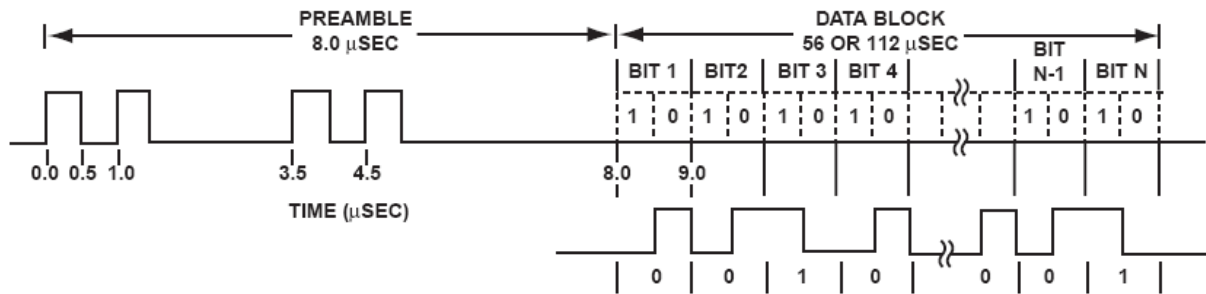 PREAMBLE
8.0 μSEC
DATA BLOCK
56 OR 112 μSEC
BIT 1 BIT2 BIT 3 BIT 4 BIT N-1 BIT N
1 0 1 0 1 0 1 0 1 0 1 0
0.0 0.5 1.0 3.5 4.5 8.0 9.0
TIME (μSEC)
0 0 1 0 0 0 1